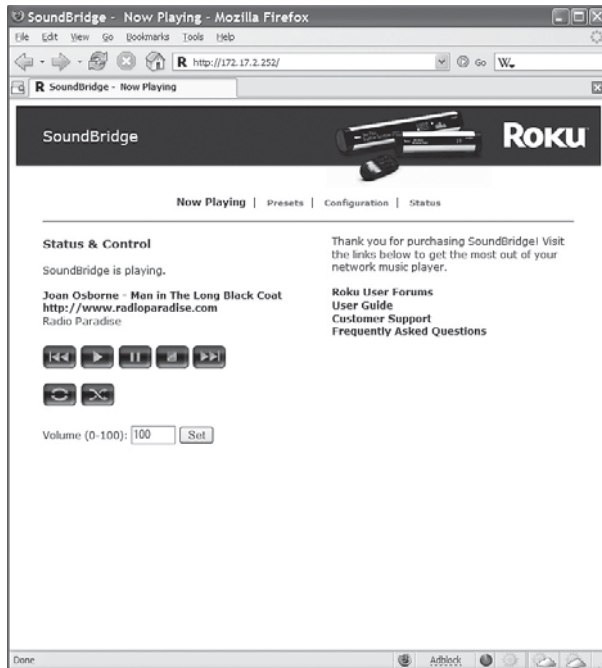 SoundBridge - Now Playing - Mozilla Firefox
File Edit View Go Bookmarks Tools Help
R http://172.17.2.252/ Go W.
R SoundBridge - Now Playing
SoundBridge
Roku
Now Playing | Presets | Configuration | Status
Status & Control
SoundBridge is playing.
Joan Osborne - Man in The Long Black Coat
http://www.radioparadise.com
Radio Paradise
Volume (0-100): 100 Set
Thank you for purchasing SoundBridge! Visit
the links below to get the most out of your
network music player.
Roku User Forums
User Guide
Customer Support
Frequently Asked Questions
Done Adblock